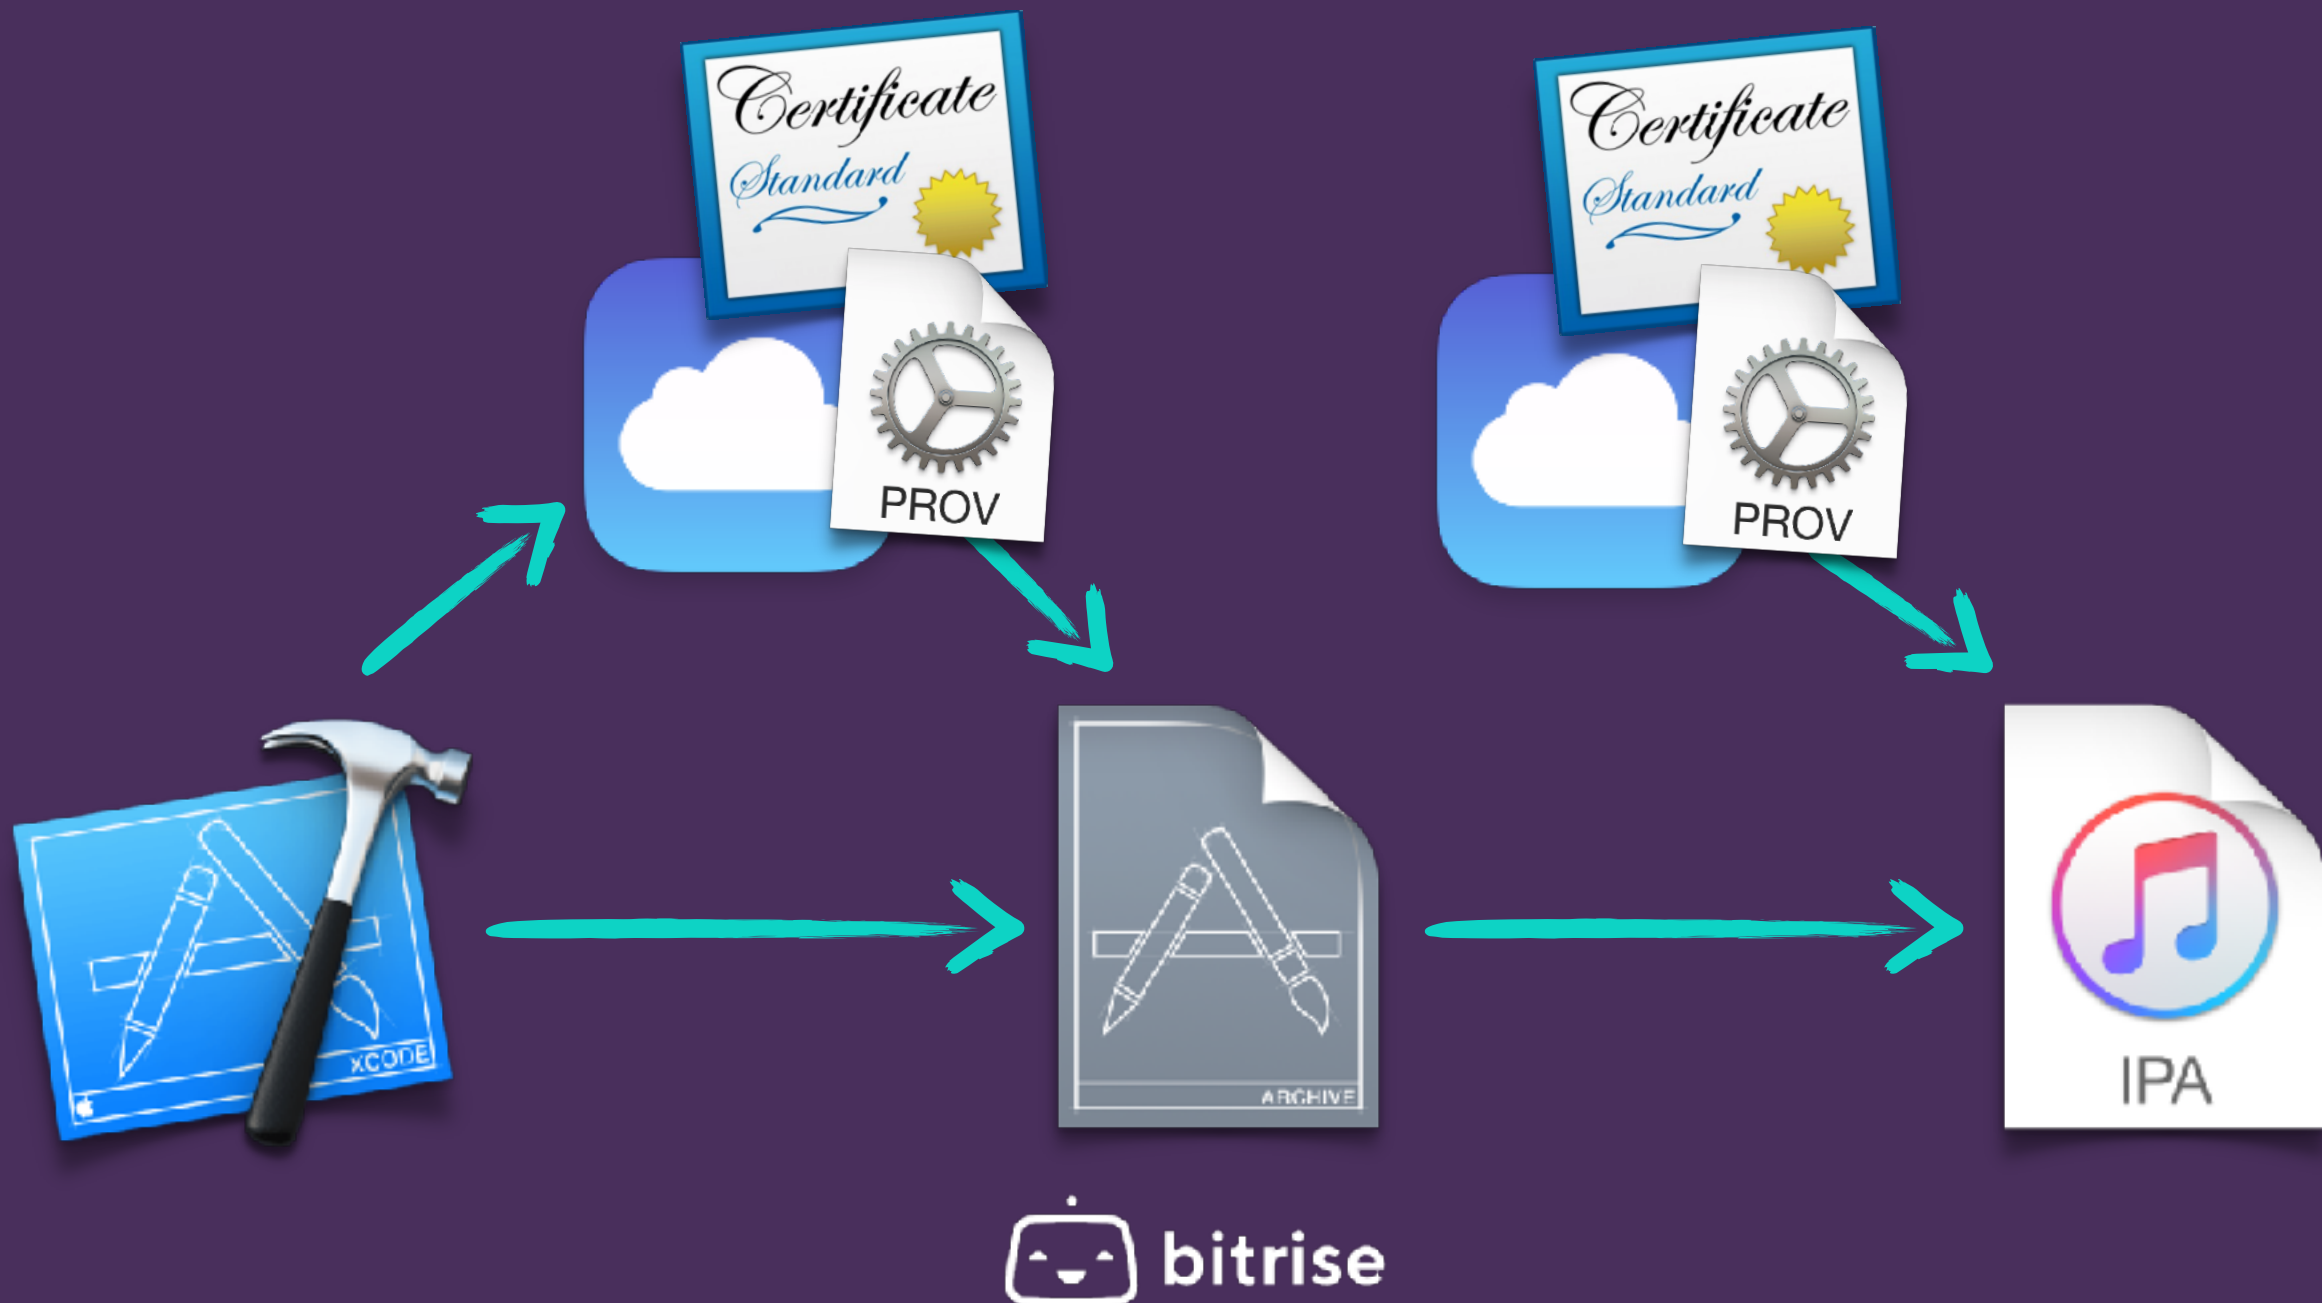 Certificate
Standard
PROV
Certificate
Standard
PROV
XCODE
ARCHIVE
IPA
bitrise